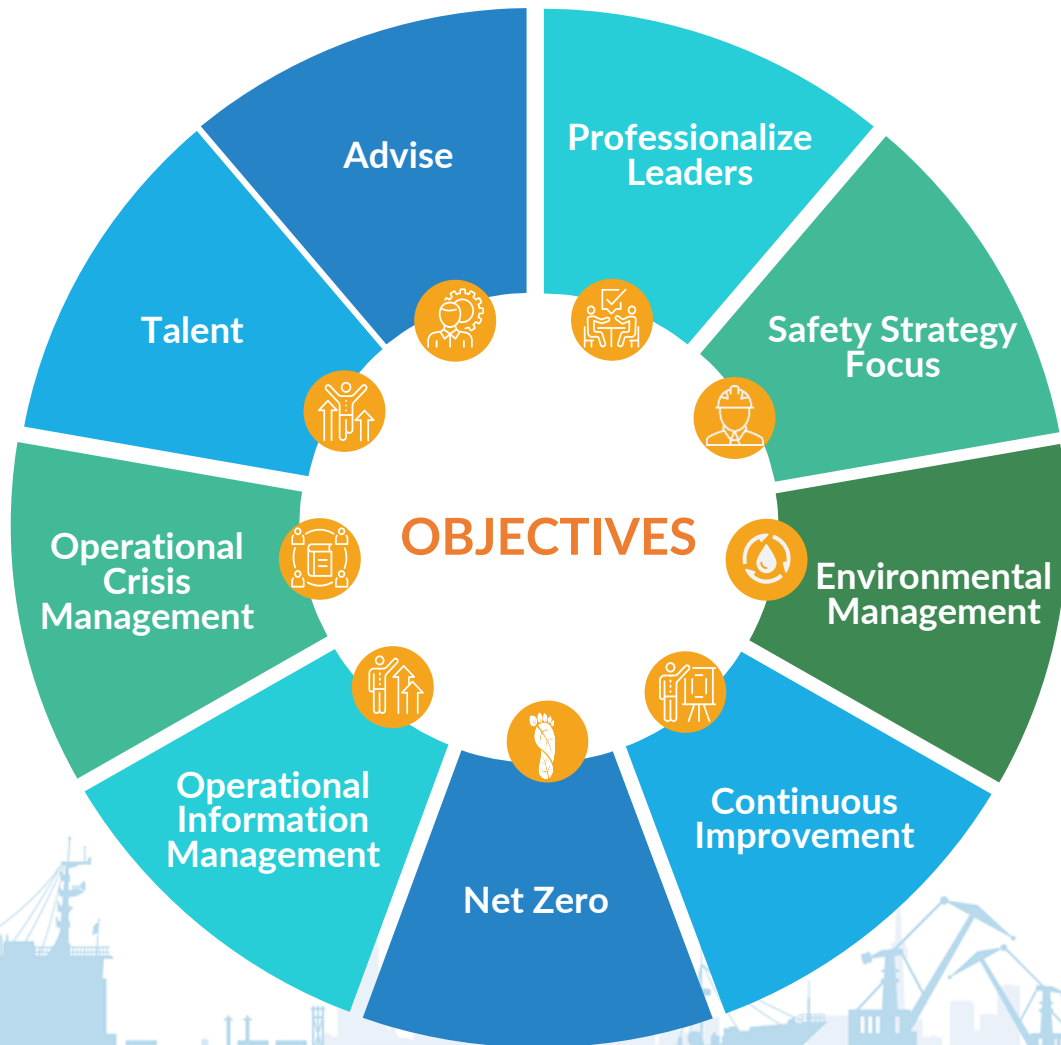 Advise
Professionalize
Leaders
Safety Strategy
Focus
Environmental
Management
Continuous
Improvement
Net Zero
Operational
Information
Management
Operational
Crisis
Management
Talent
OBJECTIVES